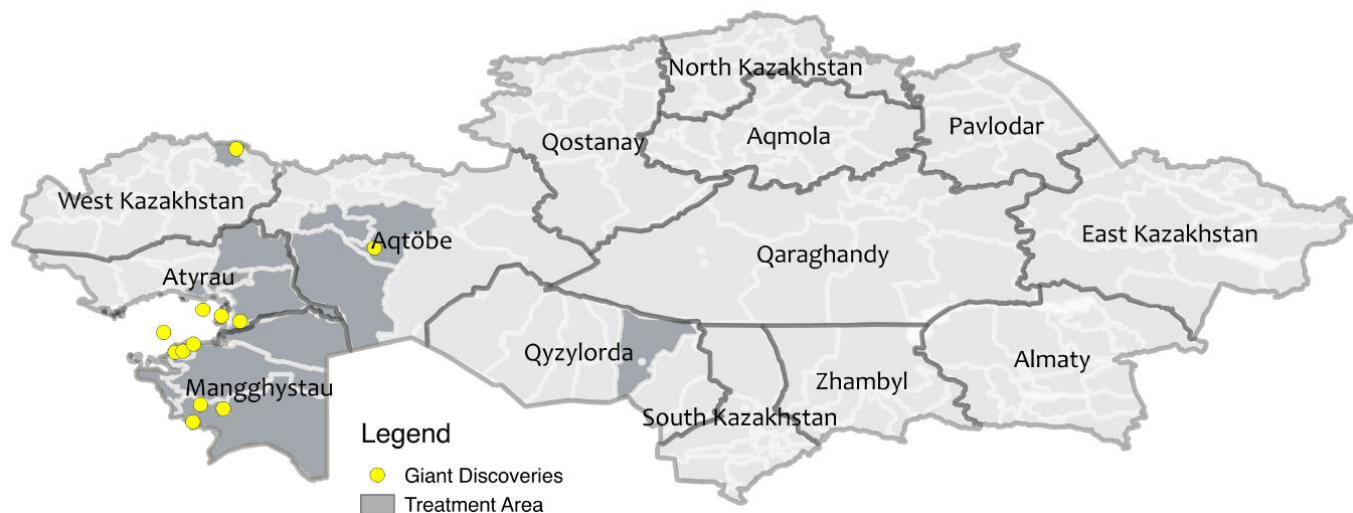 North Kazakhstan
Pavlodar
Qostanay
Aqmola
West Kazakhstan
East Kazakhstan
Aqtöbe
Qaraghandy
Atyrau
Qyzylorda
Almaty
Mangghystau
Zhambyl
South Kazakhstan
Legend
Giant Discoveries
Treatment Area